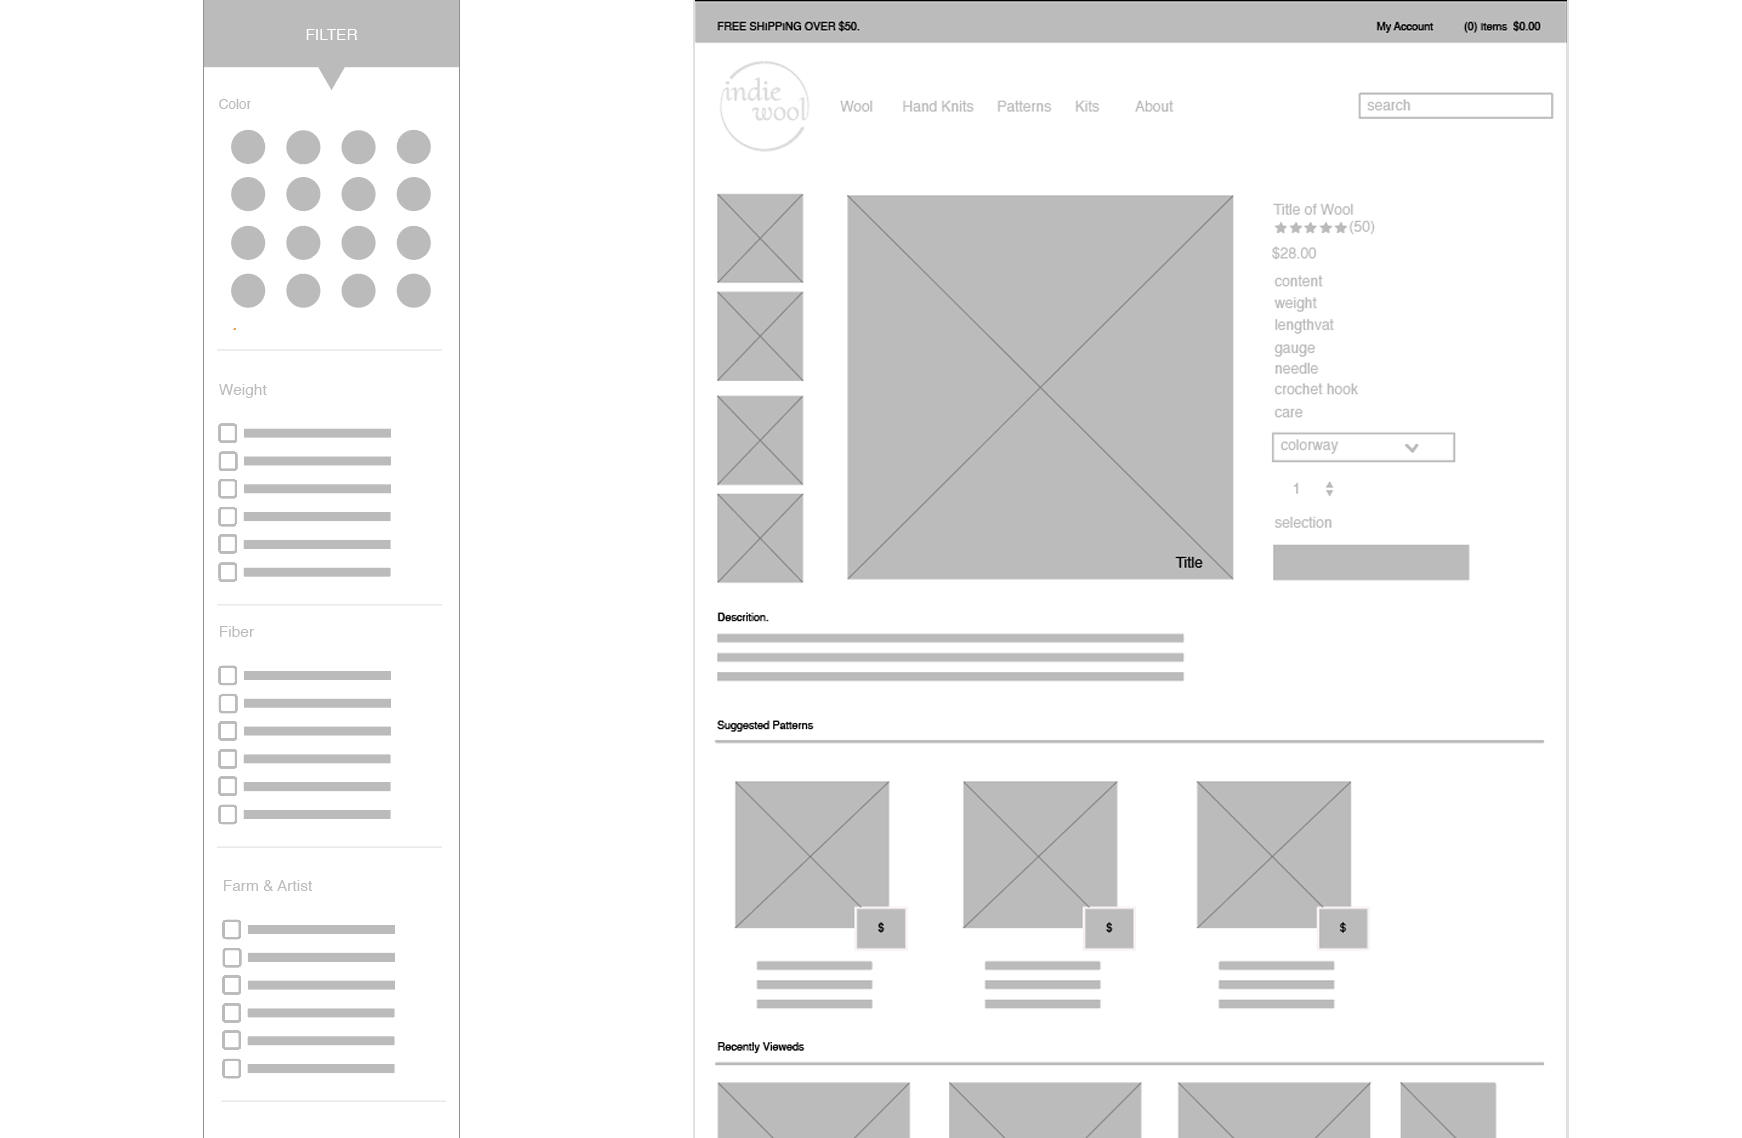 FILTER
Color
Weight
Fiber
Farm & Artist
FREE SHiPPiNG OVER $50.
My Account (0) items $0.00
indie
wool
Wool Hand Knits Patterns Kits About
search
Title of Wool
★★★★★(50)
$28.00
content
weight
lengthvat
gauge
needle
crochet hook
care
colorway
1
selection
Title
Descrition.
Suggested Patterns
$ $ $
Recently Vieweds